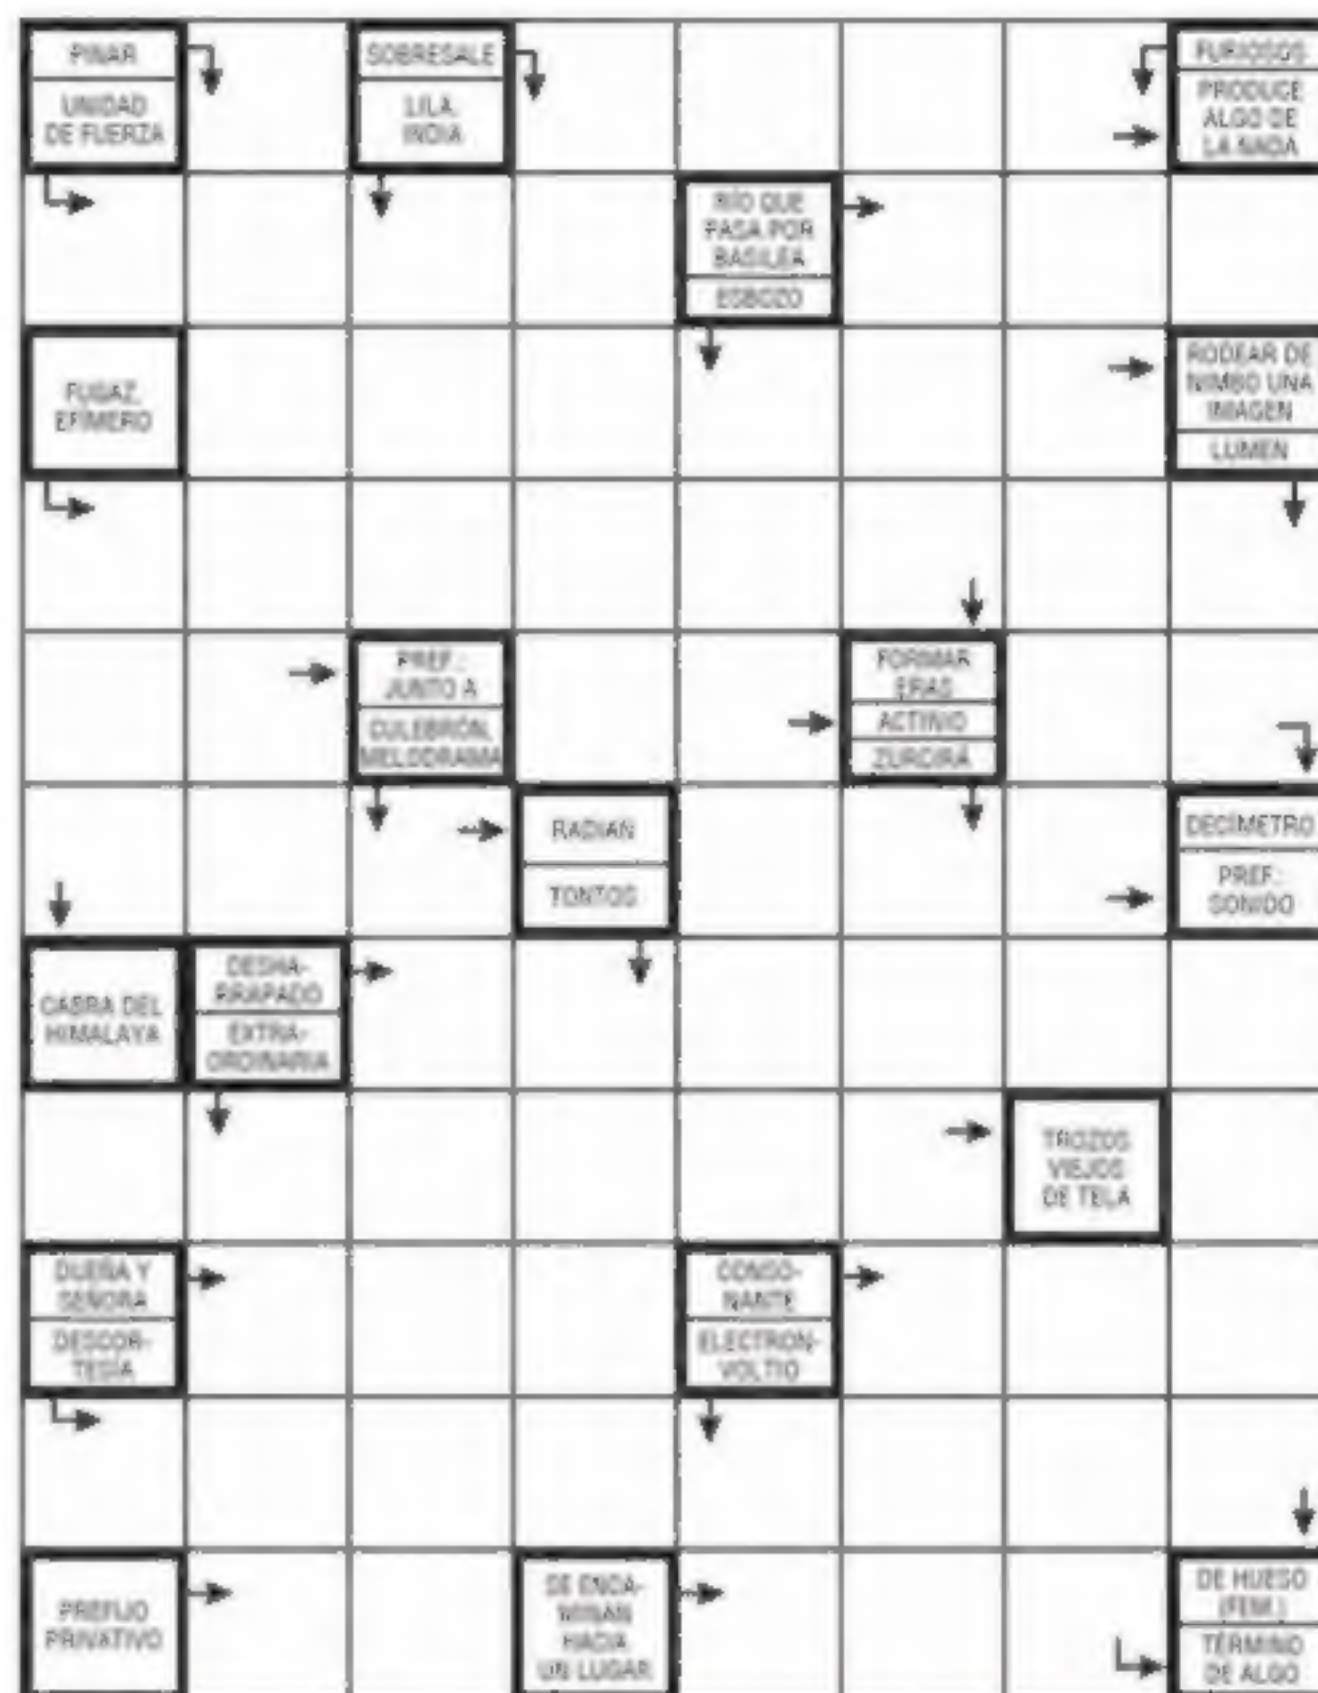 PINAR
UNIDAD
DE FUERZA
SOBRESALE
LILA,
INDIA
FURIOSOS
PRODUCE
ALGO DE
LA NADA
RÍO QUE
PASA POR
BASILEA
ESBOZO
FUGAZ,
EFÍMERO
RODEAR DE
NIMBO UNA
IMAGEN
LUMEN
PREF.:
JUNTO A
CULEBRÓN,
MELODRAMA
FORMAR
ERAS
ACTINIO
ZURCIRÁ
RADIAN
TONTOS
DECÍMETRO
PREF.:
SONIDO
CABRA DEL
HIMALAYA
DESHA-
RRAPADO
EXTRA-
ORDINARIA
TROZOS
VIEJOS
DE TELA
DUEÑA Y
SEÑORA
DESCOR-
TESÍA
CONSO-
NANTE
ELECTRON-
VOLTIO
PREFIJO
PRIVATIVO
SE ENCA-
MINAN
HACIA
UN LUGAR
DE HUESO
(FEM.)
TÉRMINO
DE ALGO